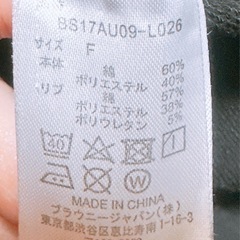 BS17AU09-L026
サイズ F
本体 綿 60%
ポリエステル 40%
リブ 綿 57%
ポリエステル 38%
ポリウレタン 5%
40
MADE IN CHINA
ブラウニージャパン(株)
東京都渋谷区恵比寿南1-16-3